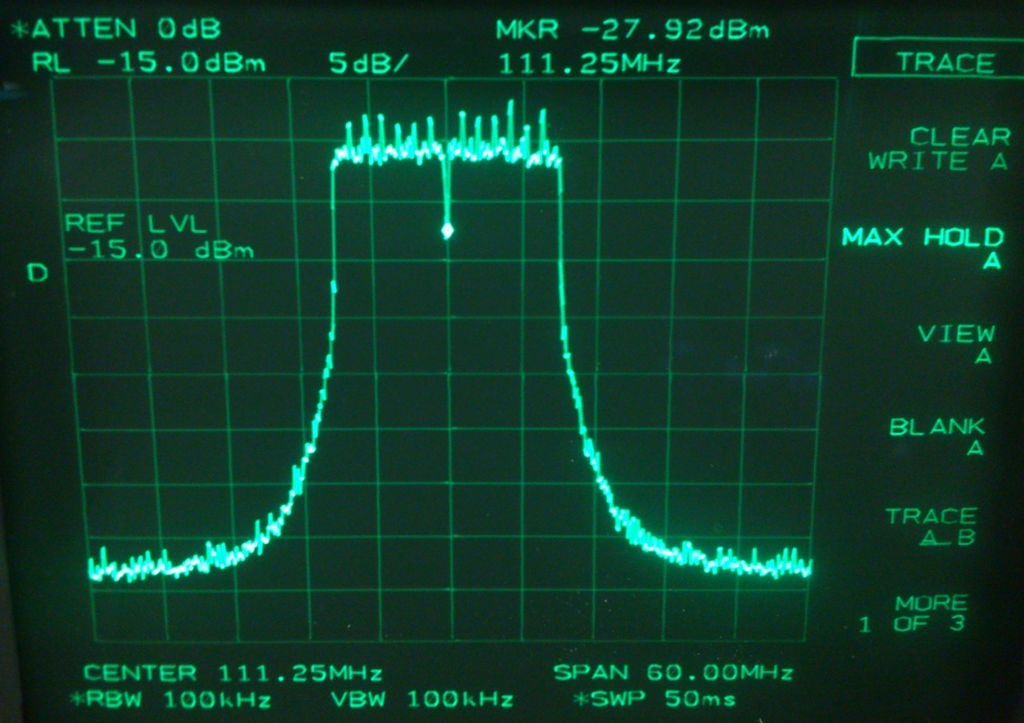 *ATTEN 0dB
MKR -27.92dBm
RL -15.0dBm
5dB/
111.25MHz
TRACE
CLEAR
WRITE A
REF LVL
-15.0 dBm
D
MAX HOLD
A
VIEW
A
BLANK
A
TRACE
A_B
MORE
1 OF 3
CENTER 111.25MHz
SPAN 60.00MHz
*RBW 100kHz
VBW 100kHz
*SWP 50ms